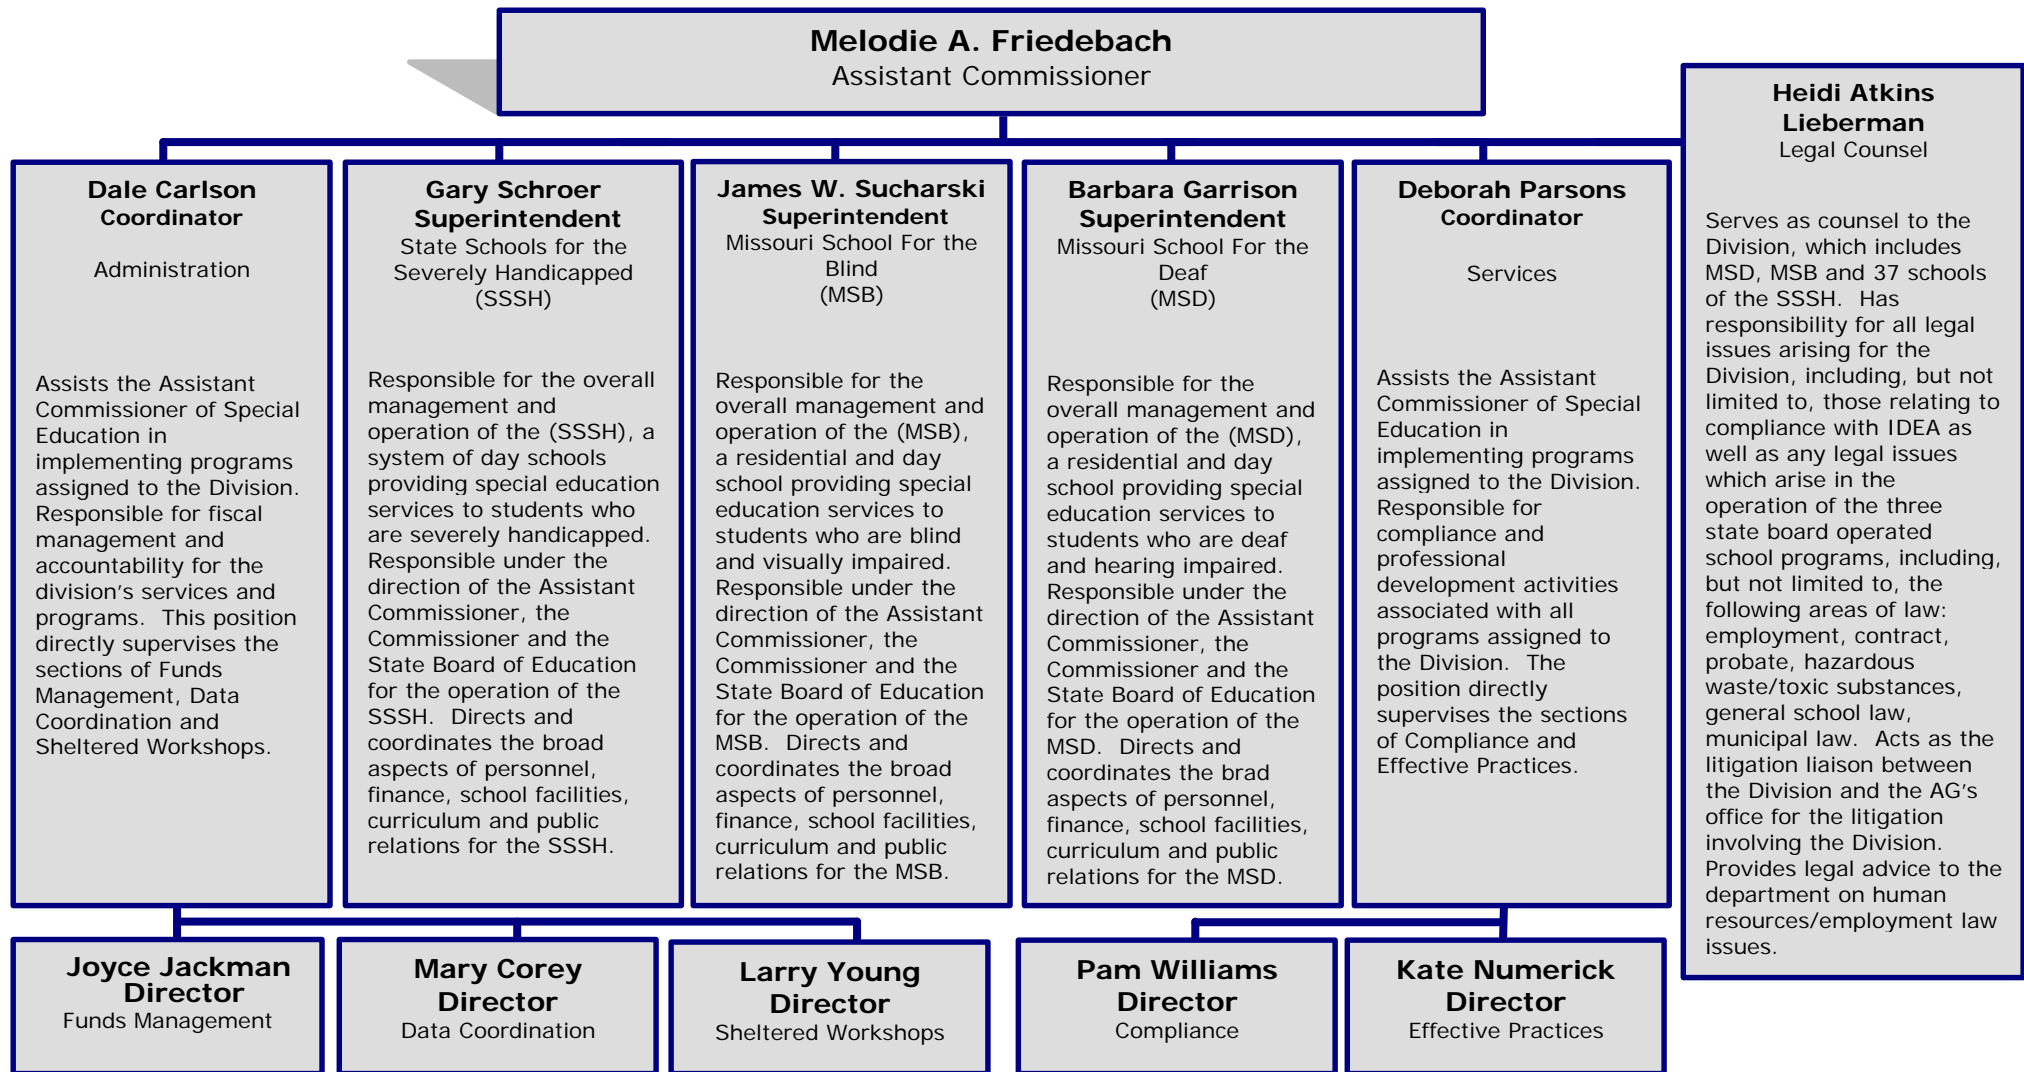 Melodie A. Friedebach
Assistant Commissioner
Dale Carlson
Coordinator
Administration
Assists the Assistant
Commissioner of Special
Education in
implementing programs
assigned to the Division.
Responsible for fiscal
management and
accountability for the
division's services and
programs.  This position
directly supervises the
sections of Funds
Management, Data
Coordination and
Sheltered Workshops.
Gary Schroer
Superintendent
State Schools for the
Severely Handicapped
(SSSH)
Responsible for the overall
management and
operation of the (SSSH), a
system of day schools
providing special education
services to students who
are severely handicapped.
Responsible under the
direction of the Assistant
Commissioner, the
Commissioner and the
State Board of Education
for the operation of the
SSSH.  Directs and
coordinates the broad
aspects of personnel,
finance, school facilities,
curriculum and public
relations for the SSSH.
James W. Sucharski
Superintendent
Missouri School For the
Blind
(MSB)
Responsible for the
overall management and
operation of the (MSB),
a residential and day
school providing special
education services to
students who are blind
and visually impaired.
Responsible under the
direction of the Assistant
Commissioner, the
Commissioner and the
State Board of Education
for the operation of the
MSB.  Directs and
coordinates the broad
aspects of personnel,
finance, school facilities,
curriculum and public
relations for the MSB.
Barbara Garrison
Superintendent
Missouri School For the
Deaf
(MSD)
Responsible for the
overall management and
operation of the (MSD),
a residential and day
school providing special
education services to
students who are deaf
and hearing impaired.
Responsible under the
direction of the Assistant
Commissioner, the
Commissioner and the
State Board of Education
for the operation of the
MSD.  Directs and
coordinates the brad
aspects of personnel,
finance, school facilities,
curriculum and public
relations for the MSD.
Deborah Parsons
Coordinator
Services
Assists the Assistant
Commissioner of Special
Education in
implementing programs
assigned to the Division.
Responsible for
compliance and
professional
development activities
associated with all
programs assigned to
the Division.  The
position directly
supervises the sections
of Compliance and
Effective Practices.
Heidi Atkins
Lieberman
Legal Counsel
Serves as counsel to the
Division, which includes
MSD, MSB and 37 schools
of the SSSH.  Has
responsibility for all legal
issues arising for the
Division, including, but not
limited to, those relating to
compliance with IDEA as
well as any legal issues
which arise in the
operation of the three
state board operated
school programs, including,
but not limited to, the
following areas of law:
employment, contract,
probate, hazardous
waste/toxic substances,
general school law,
municipal law.  Acts as the
litigation liaison between
the Division and the AG's
office for the litigation
involving the Division.
Provides legal advice to the
department on human
resources/employment law
issues.
Joyce Jackman
Director
Funds Management
Mary Corey
Director
Data Coordination
Larry Young
Director
Sheltered Workshops
Pam Williams
Director
Compliance
Kate Numerick
Director
Effective Practices